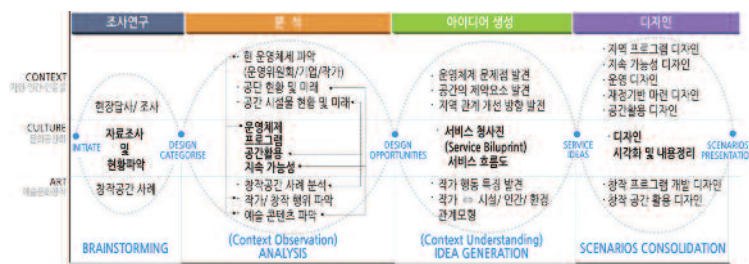 조사연구
분 석
아이디어 생성
디자인
CONTEXT
CULTURE
ART
현장답사/ 조사
자료조사
및
현황파악
창작공간 사례
INITIATE
BRAINSTORMING
DESIGN
CATEGORISE
· 현 운영체제 파악
(운영위원회/기업/작가)
· 공단 현황 및 미래
· 공간 시설물 현황 및 미래
운영체제
프로그램
공간활용
지속 가능성
· 창작공간 사례 분석
· 작가/ 창작 행위 파악
· 예술 콘텐츠 파악
(Context Observation)
ANALYSIS
DESIGN
OPPORTUNITIES
· 운영체제 문제점 발견
· 공간의 제약요소 발견
· 지역 관계 개선 방향 발전
· 서비스 청사진
(Service Biluprint)
서비스 흐름도
· 작가 행동 특징 발견
· 작가 ⇔ 시설/ 인간/ 환경
관계모형
(Context Understanding)
IDEA GENERATION
SERVICE
IDEAS
· 지역 프로그램 디자인
· 지속 가능성 디자인
· 운영 디자인
· 재정기반 마련 디자인
· 공간활용 디자인
· 디자인
시각화 및 내용정리
· 창작 프로그램 개발 디자인
· 창작 공간 활용 디자인
SCENARIOS CONSOLIDATION
SCENARIOS
PRESENTATION